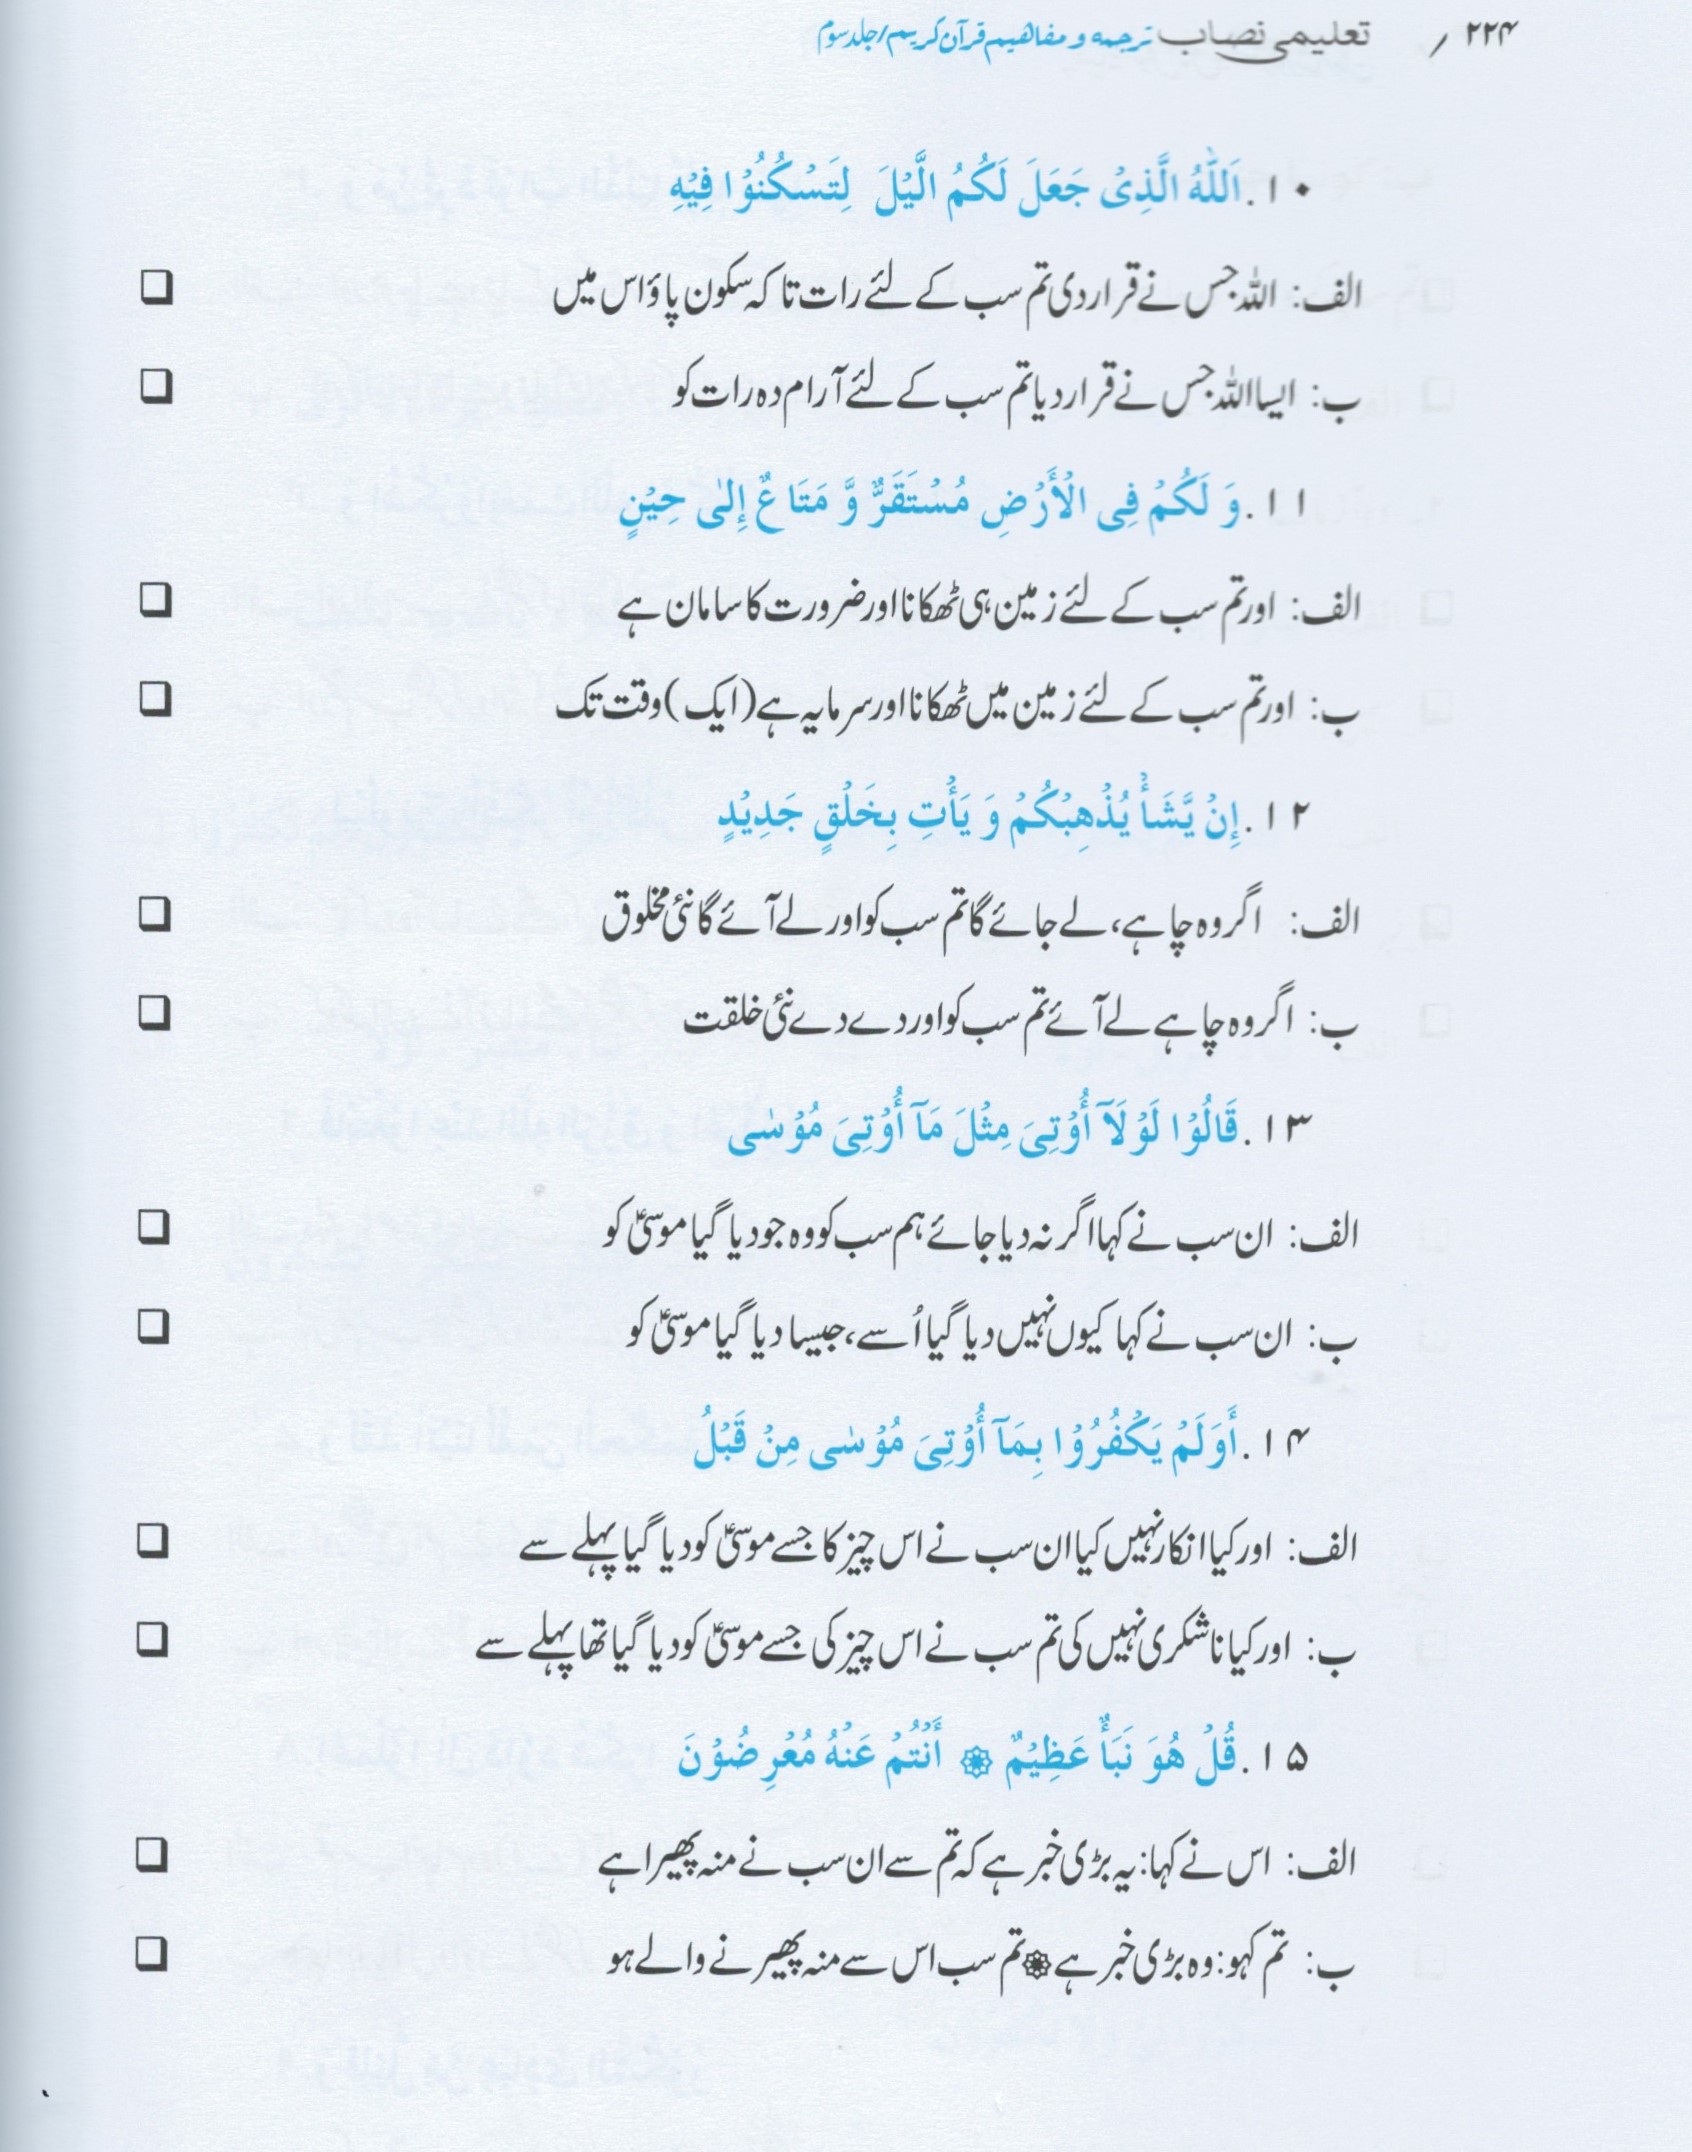 ۲۲۴ / تعلیمی نصاب ترجمہ و مفاہیم قرآن کریم/جلد سوم
۱۰. اَللّٰهُ الَّذِیْ جَعَلَ لَکُمُ الَّیْلَ لِتَسْکُنُوْا فِیْهِ
الف: اللہ جس نے قرار دی تم سب کے لئے رات تا کہ سکون پاؤ اس میں ❑
ب: ایسا اللہ جس نے قرار دیا تم سب کے لئے آرام دہ رات کو ❑
۱۱. وَ لَکُمْ فِی الْأَرْضِ مُسْتَقَرٌّ وَّ مَتَاعٌ إِلٰی حِیْنٍ
الف: اور تم سب کے لئے زمین ہی ٹھکانا اور ضرورت کا سامان ہے ❑
ب: اور تم سب کے لئے زمین میں ٹھکانا اور سرمایہ ہے (ایک) وقت تک ❑
۱۲. إِنْ یَّشَأْ یُذْهِبْکُمْ وَ یَأْتِ بِخَلْقٍ جَدِیْدٍ
الف: اگر وہ چاہے، لے جائے گا تم سب کو اور لے آئے گا نئی مخلوق ❑
ب: اگر وہ چاہے لے آئے تم سب کو اور دے دے نئی خلقت ❑
۱۳. قَالُوْا لَوْ لَآ أُوْتِیَ مِثْلَ مَآ أُوْتِیَ مُوْسٰی
الف: ان سب نے کہا اگر نہ دیا جائے ہم سب کو وہ جو دیا گیا موسیٰؑ کو ❑
ب: ان سب نے کہا کیوں نہیں دیا گیا اُسے، جیسا دیا گیا موسیٰؑ کو ❑
۱۴. أَوَ لَمْ یَکْفُرُوْا بِمَآ أُوْتِیَ مُوْسٰی مِنْ قَبْلُ
الف: اور کیا انکار نہیں کیا ان سب نے اس چیز کا جسے موسیٰؑ کو دیا گیا پہلے سے ❑
ب: اور کیا ناشکری نہیں کی تم سب نے اس چیز کی جسے موسیٰؑ کو دیا گیا تھا پہلے سے ❑
۱۵. قُلْ هُوَ نَبَأٌ عَظِیْمٌ ۞ أَنْتُمْ عَنْهُ مُعْرِضُوْنَ
الف: اس نے کہا: یہ بڑی خبر ہے کہ تم سے ان سب نے منہ پھیرا ہے ❑
ب: تم کہو: وہ بڑی خبر ہے ۞ تم سب اس سے منہ پھیرنے والے ہو ❑